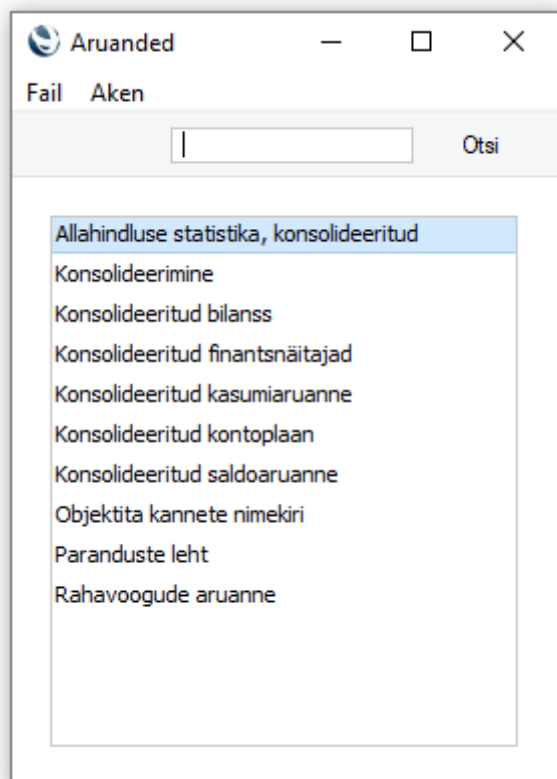 Aruanded
Fail Aken
Otsi
Allahindluse statistika, konsolideeritud
Konsolideerimine
Konsolideeritud bilanss
Konsolideeritud finantsnäitajad
Konsolideeritud kasumiaruanne
Konsolideeritud kontoplaan
Konsolideeritud saldoaruanne
Objektita kannete nimekiri
Paranduste leht
Rahavoogude aruanne